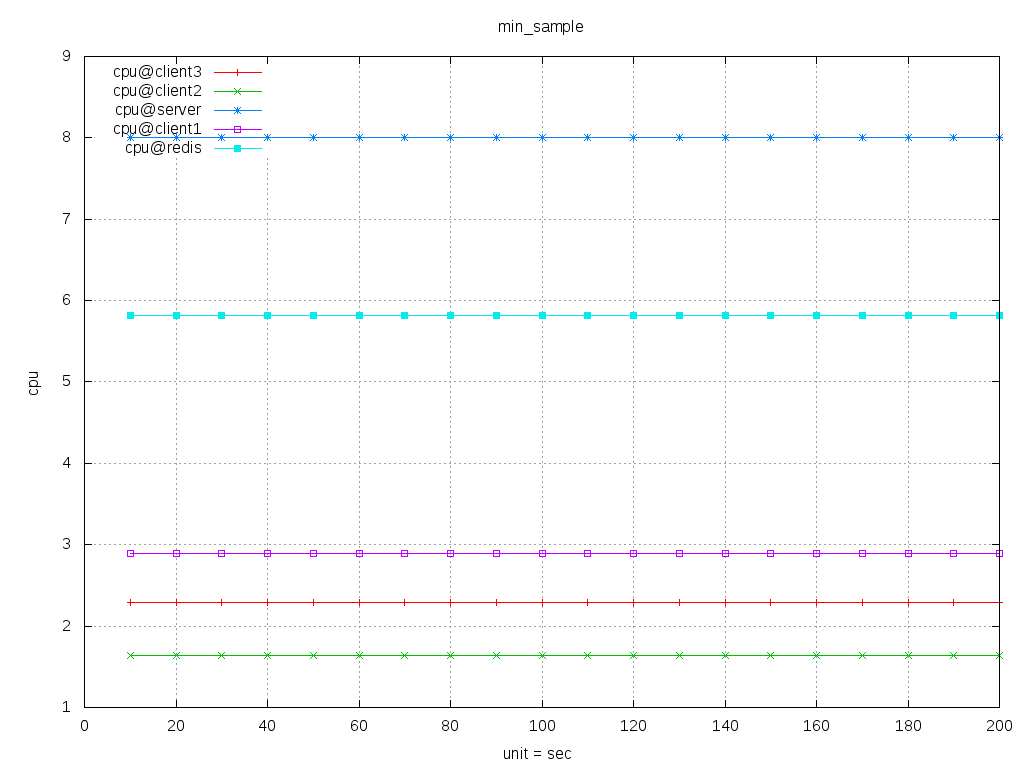 min_sample
9
cpu@client3
cpu@client2
cpu@server
cpu@client1
8
cpu@redis
7
6
cpu
5
4
3
2
1
0 20 40 60 80 100 120 140 160 180 200
unit = sec